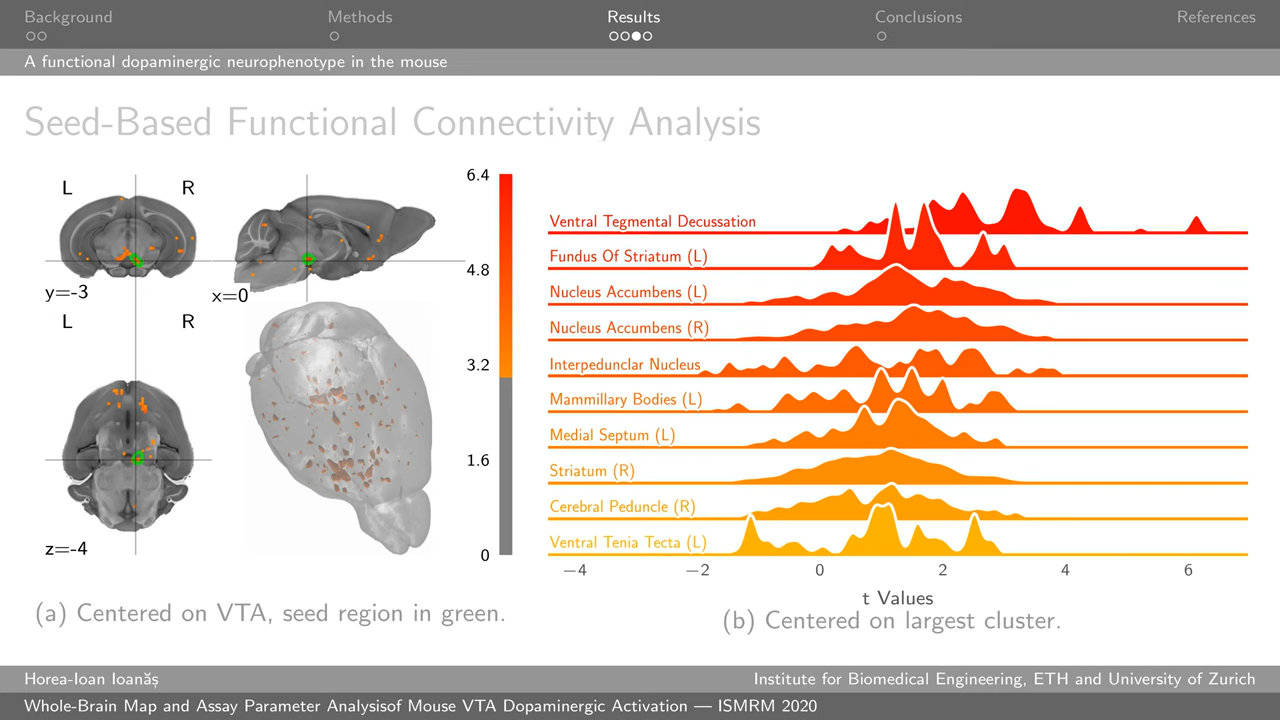 Background
Methods
Results
Conclusions
References
A functional dopaminergic neurophenotype in the mouse
Seed-Based Functional Connectivity Analysis
L R
y=-3
x=0
L R
z=-4
6.4
4.8
3.2
1.6
0
Ventral Tegmental Decussation
Fundus Of Striatum (L)
Nucleus Accumbens (L)
Nucleus Accumbens (R)
Interpeduncular Nucleus
Mammillary Bodies (L)
Medial Septum (L)
Striatum (R)
Cerebral Peduncle (R)
Ventral Tenia Tecta (L)
−4 −2 0 2 4 6
t Values
(a) Centered on VTA, seed region in green.
(b) Centered on largest cluster.
Horea-Ioan Ioanăș
Institute for Biomedical Engineering, ETH and University of Zurich
Whole-Brain Map and Assay Parameter Analysisof Mouse VTA Dopaminergic Activation — ISMRM 2020